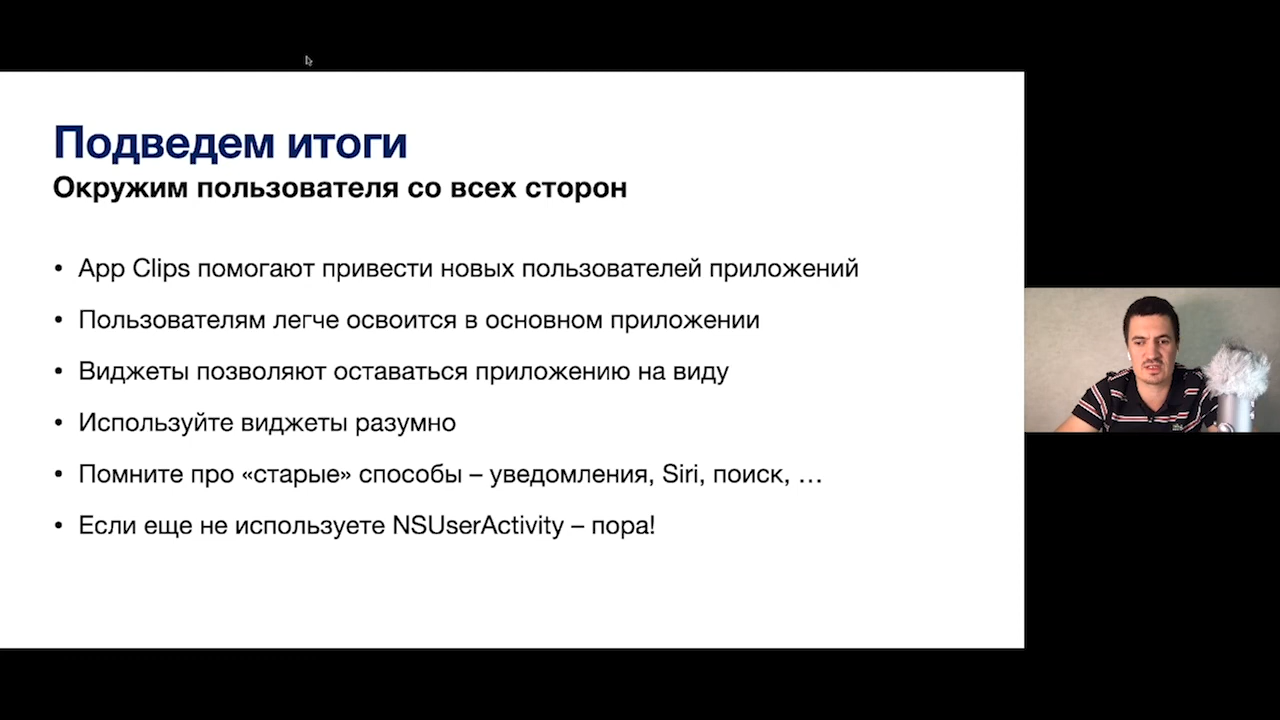 Подведем итоги
Окружим пользователя со всех сторон
• App Clips помогают привести новых пользователей приложений
• Пользователям легче освоится в основном приложении
• Виджеты позволяют оставаться приложению на виду
• Используйте виджеты разумно
• Помните про «старые» способы – уведомления, Siri, поиск, …
• Если еще не используете NSUserActivity – пора!